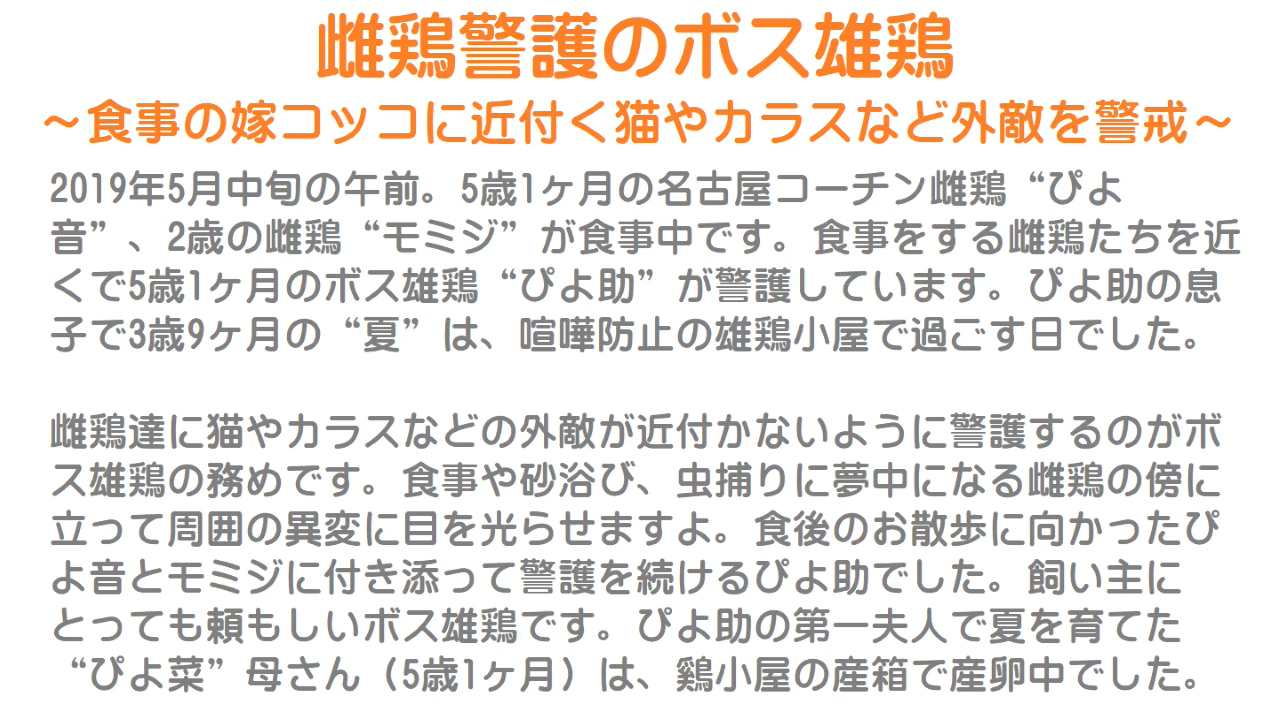 雌鶏警護のボス雄鶏
～食事の嫁コッコに近付く猫やカラスなど外敵を警戒～
2019年5月中旬の午前。5歳1ヶ月の名古屋コーチン雌鶏“ぴよ
音”、2歳の雌鶏“モミジ”が食事中です。食事をする雌鶏たちを近
くで5歳1ヶ月のボス雄鶏“ぴよ助”が警護しています。ぴよ助の息
子で3歳9ヶ月の“夏”は、喧嘩防止の雄鶏小屋で過ごす日でした。
雌鶏達に猫やカラスなどの外敵が近付かないように警護するのがボ
ス雄鶏の務めです。食事や砂浴び、虫捕りに夢中になる雌鶏の傍に
立って周囲の異変に目を光らせますよ。食後のお散歩に向かったぴ
よ音とモミジに付き添って警護を続けるぴよ助でした。飼い主に
とっても頼もしいボス雄鶏です。ぴよ助の第一夫人で夏を育てた
“ぴよ菜”母さん（5歳1ヶ月）は、鶏小屋の産箱で産卵中でした。